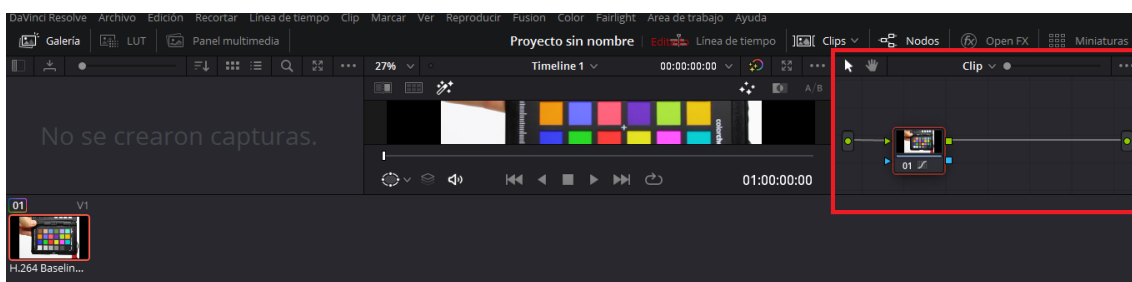 DaVinci Resolve Archivo Edición Recortar Línea de tiempo Clip Marcar Ver Reproducir Fusion Color Fairlight Área de trabajo Ayuda
Galería LUT Panel multimedia Proyecto sin nombre Editado Línea de tiempo Clips Nodos Open FX Miniaturas
27% Timeline 1 00:00:00:00 Clip
A/B
No se crearon capturas.
01
01:00:00:00
01 V1
H.264 Baselin...